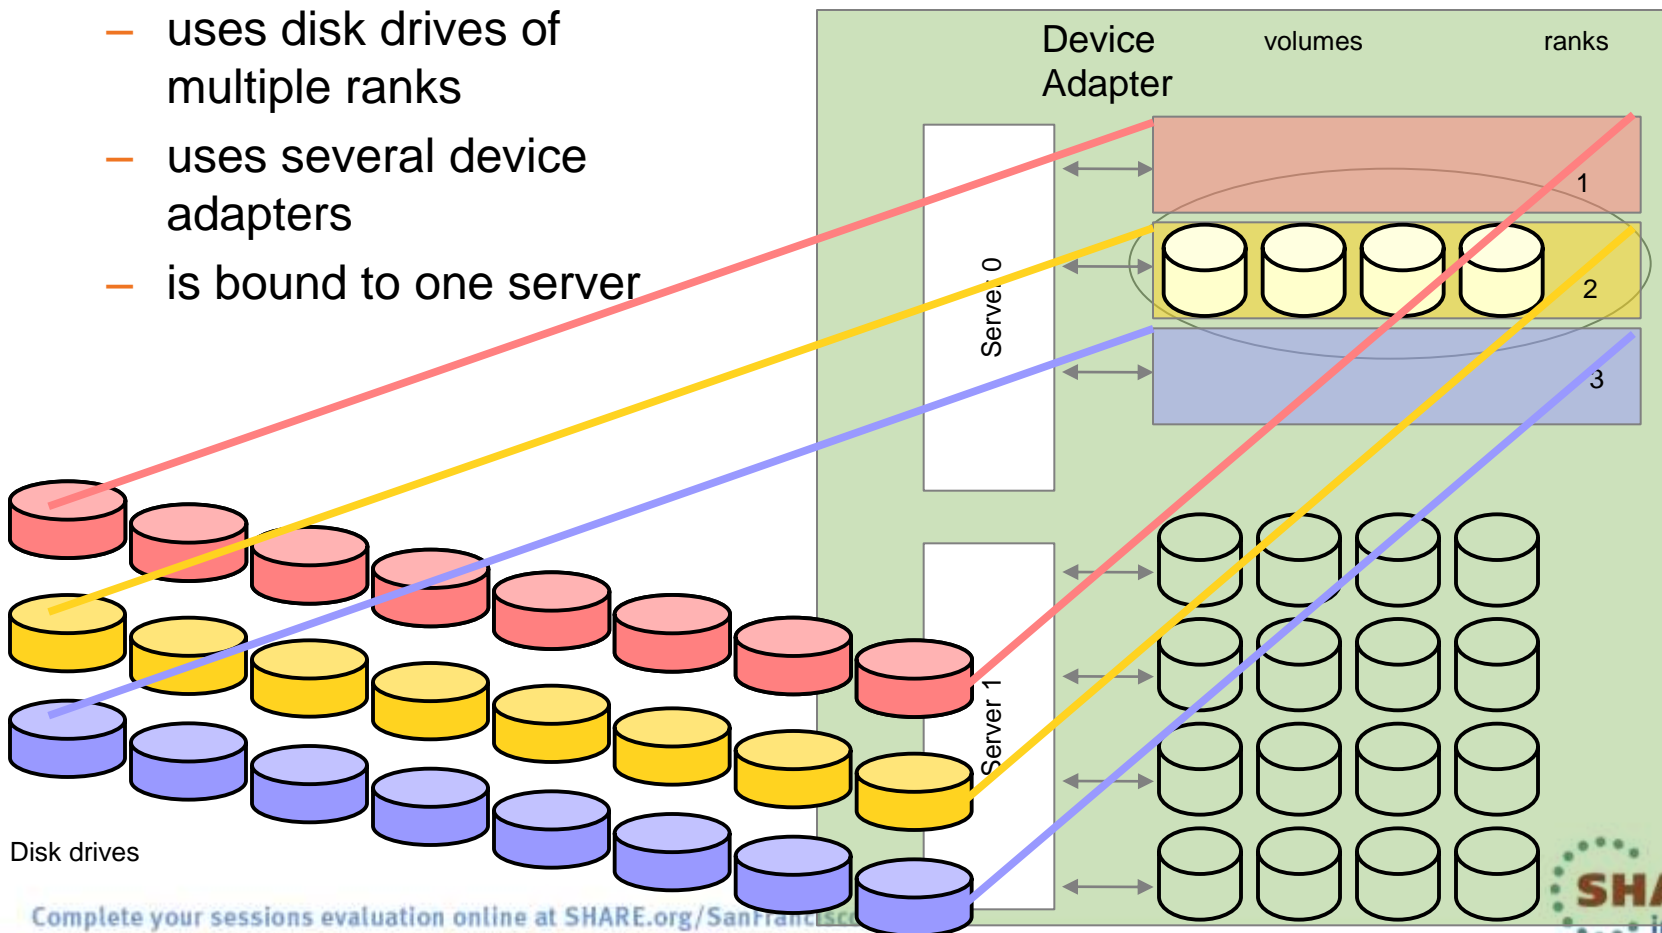 – uses disk drives of
multiple ranks
– uses several device
adapters
– is bound to one server
Device
Adapter
volumes
ranks
Server 0
1
2
3
Server 1
Disk drives
Complete your sessions evaluation online at SHARE.org/SanFrancisco